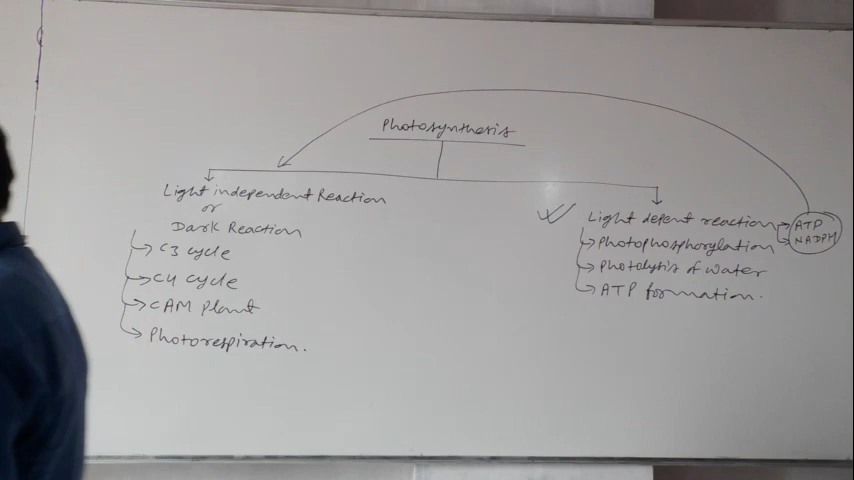 Photosynthesis
Light independent Reaction
or
Dark Reaction
C3 cycle
C4 cycle
CAM Plant
Photorespiration.
Light depent reaction
ATP
NADPH
Photophosphorylation
Photolysis of water
ATP formation.